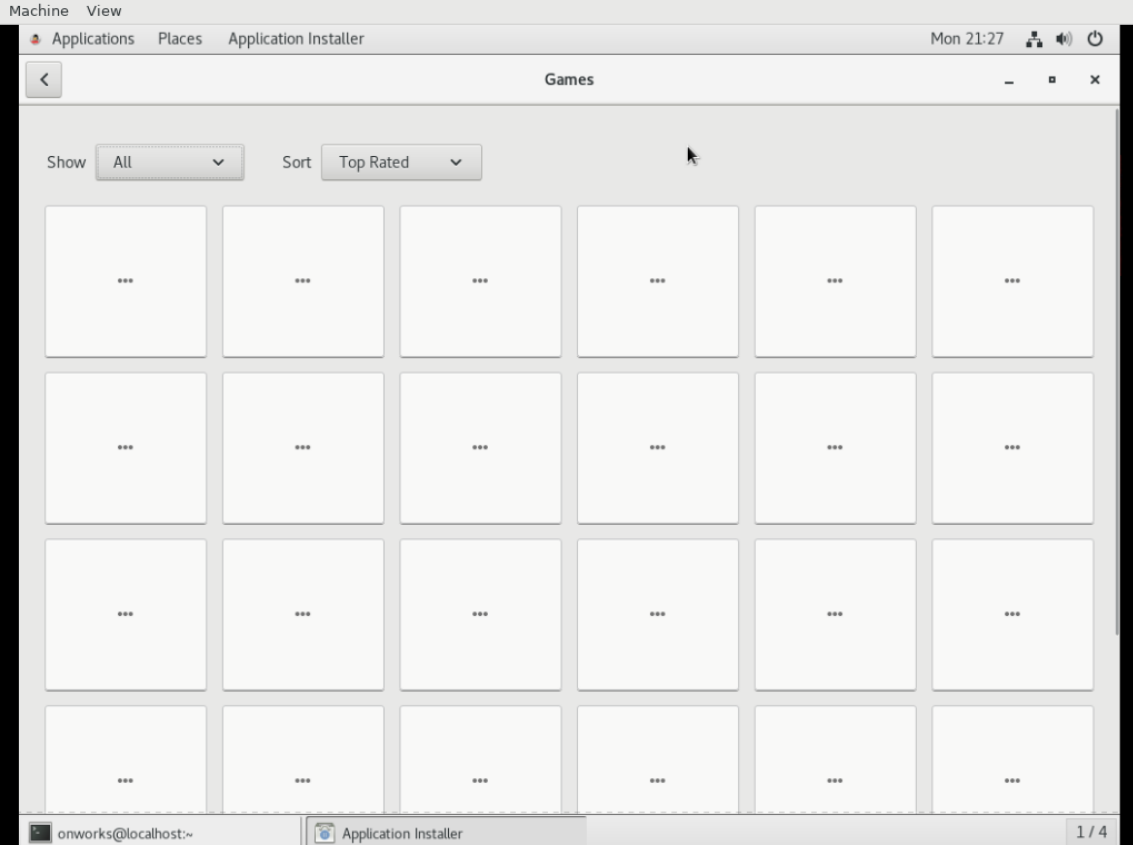 Machine View
Applications Places Application Installer Mon 21:27
Games
Show All Sort Top Rated
... ... ... ... ... ...
... ... ... ... ... ...
... ... ... ... ... ...
... ... ... ... ... ...
onworks@localhost:~ Application Installer 1 / 4